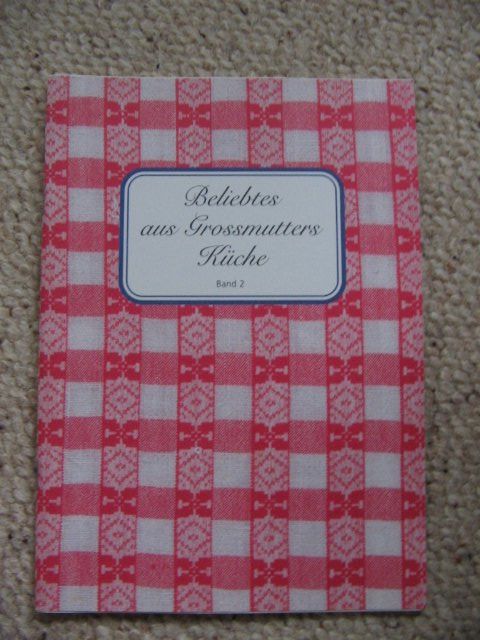 Beliebtes
aus Grossmutters
Küche
Band 2